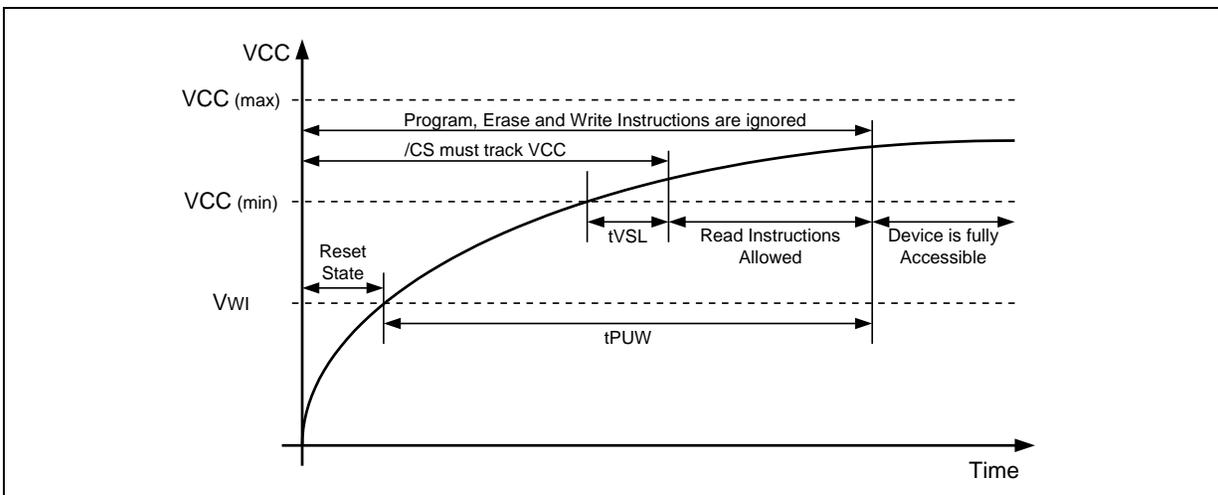 VCC
VCC (max)
Program, Erase and Write Instructions are ignored
/CS must track VCC
VCC (min)
tVSL
Read Instructions
Allowed
Device is fully
Accessible
Reset
State
VWI
tPUW
Time